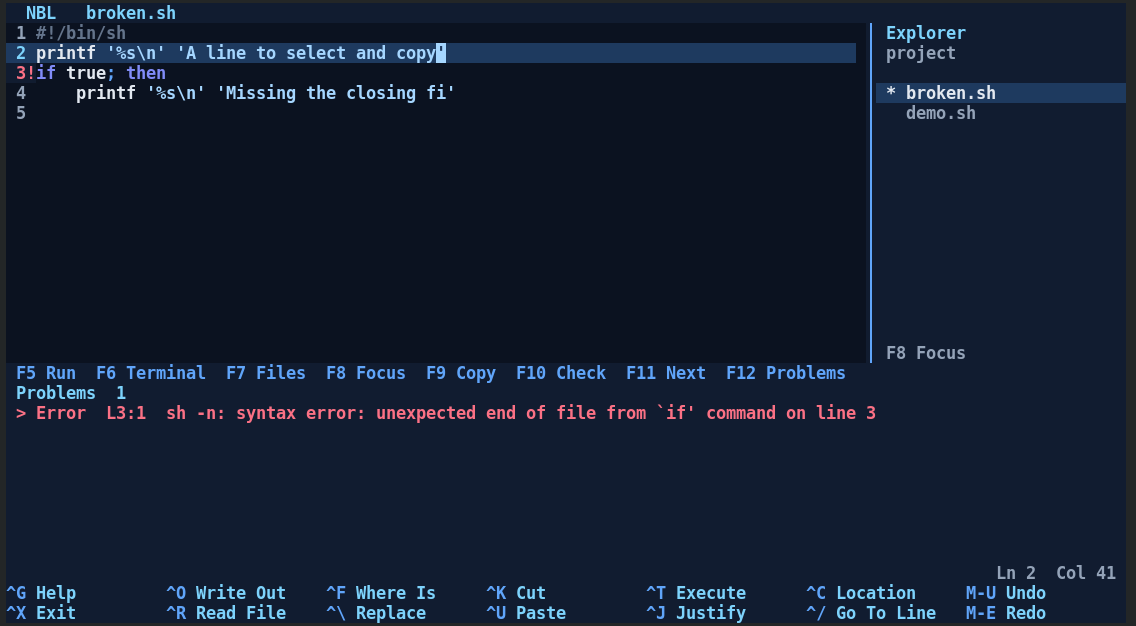 NBL   broken.sh
1 #!/bin/sh
2 printf '%s\n' 'A line to select and copy'
3!if true; then
4     printf '%s\n' 'Missing the closing fi'
5
Explorer
project
* broken.sh
demo.sh
F8 Focus
F5 Run  F6 Terminal  F7 Files  F8 Focus  F9 Copy  F10 Check  F11 Next  F12 Problems
Problems  1
> Error  L3:1  sh -n: syntax error: unexpected end of file from `if' command on line 3
Ln 2  Col 41
^G Help         ^O Write Out    ^F Where Is     ^K Cut          ^T Execute      ^C Location     M-U Undo
^X Exit         ^R Read File    ^\ Replace      ^U Paste        ^J Justify      ^/ Go To Line   M-E Redo